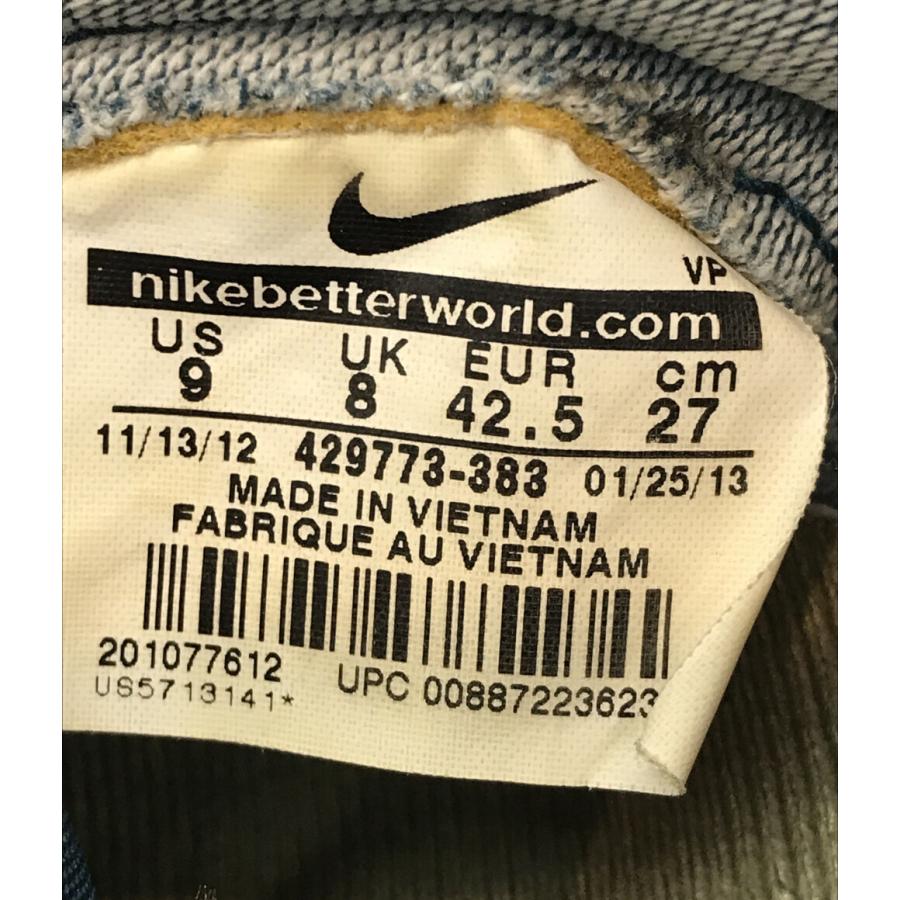 VP
nikebetterworld.com
US UK EUR cm
9 8 42.5 27
11/13/12 429773-383 01/25/13
MADE IN VIETNAM
FABRIQUE AU VIETNAM
201077612 UPC 00887223623
US5713141*